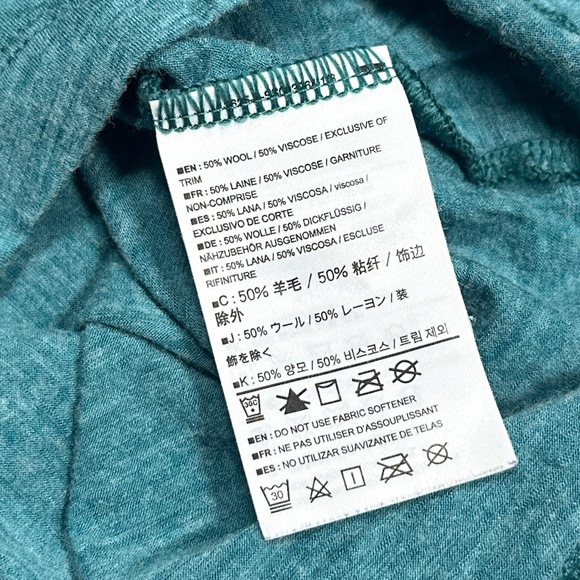 ■EN : 50% WOOL / 50% VISCOSE / EXCLUSIVE OF
TRIM
■FR : 50% LAINE / 50% VISCOSE / GARNITURE
NON-COMPRISE
■ES : 50% LANA / 50% VISCOSA / viscosa /
EXCLUSIVO DE CORTE
■DE : 50% WOLLE / 50% DICKFLÜSSIG /
NÄHZUBEHÖR AUSGENOMMEN
■IT : 50% LANA / 50% VISCOSA / ESCLUSE
RIFINITURE
■C : 50% 羊毛 / 50% 粘纤 / 饰边
除外
■J : 50% ウール / 50% レーヨン / 装
飾を除く
■K : 50% 양모 / 50% 비스코스 / 트림 제외
30C
■EN : DO NOT USE FABRIC SOFTENER
■FR : NE PAS UTILISER D'ASSOUPLISSANT
■ES : NO UTILIZAR SUAVIZANTE DE TELAS
30